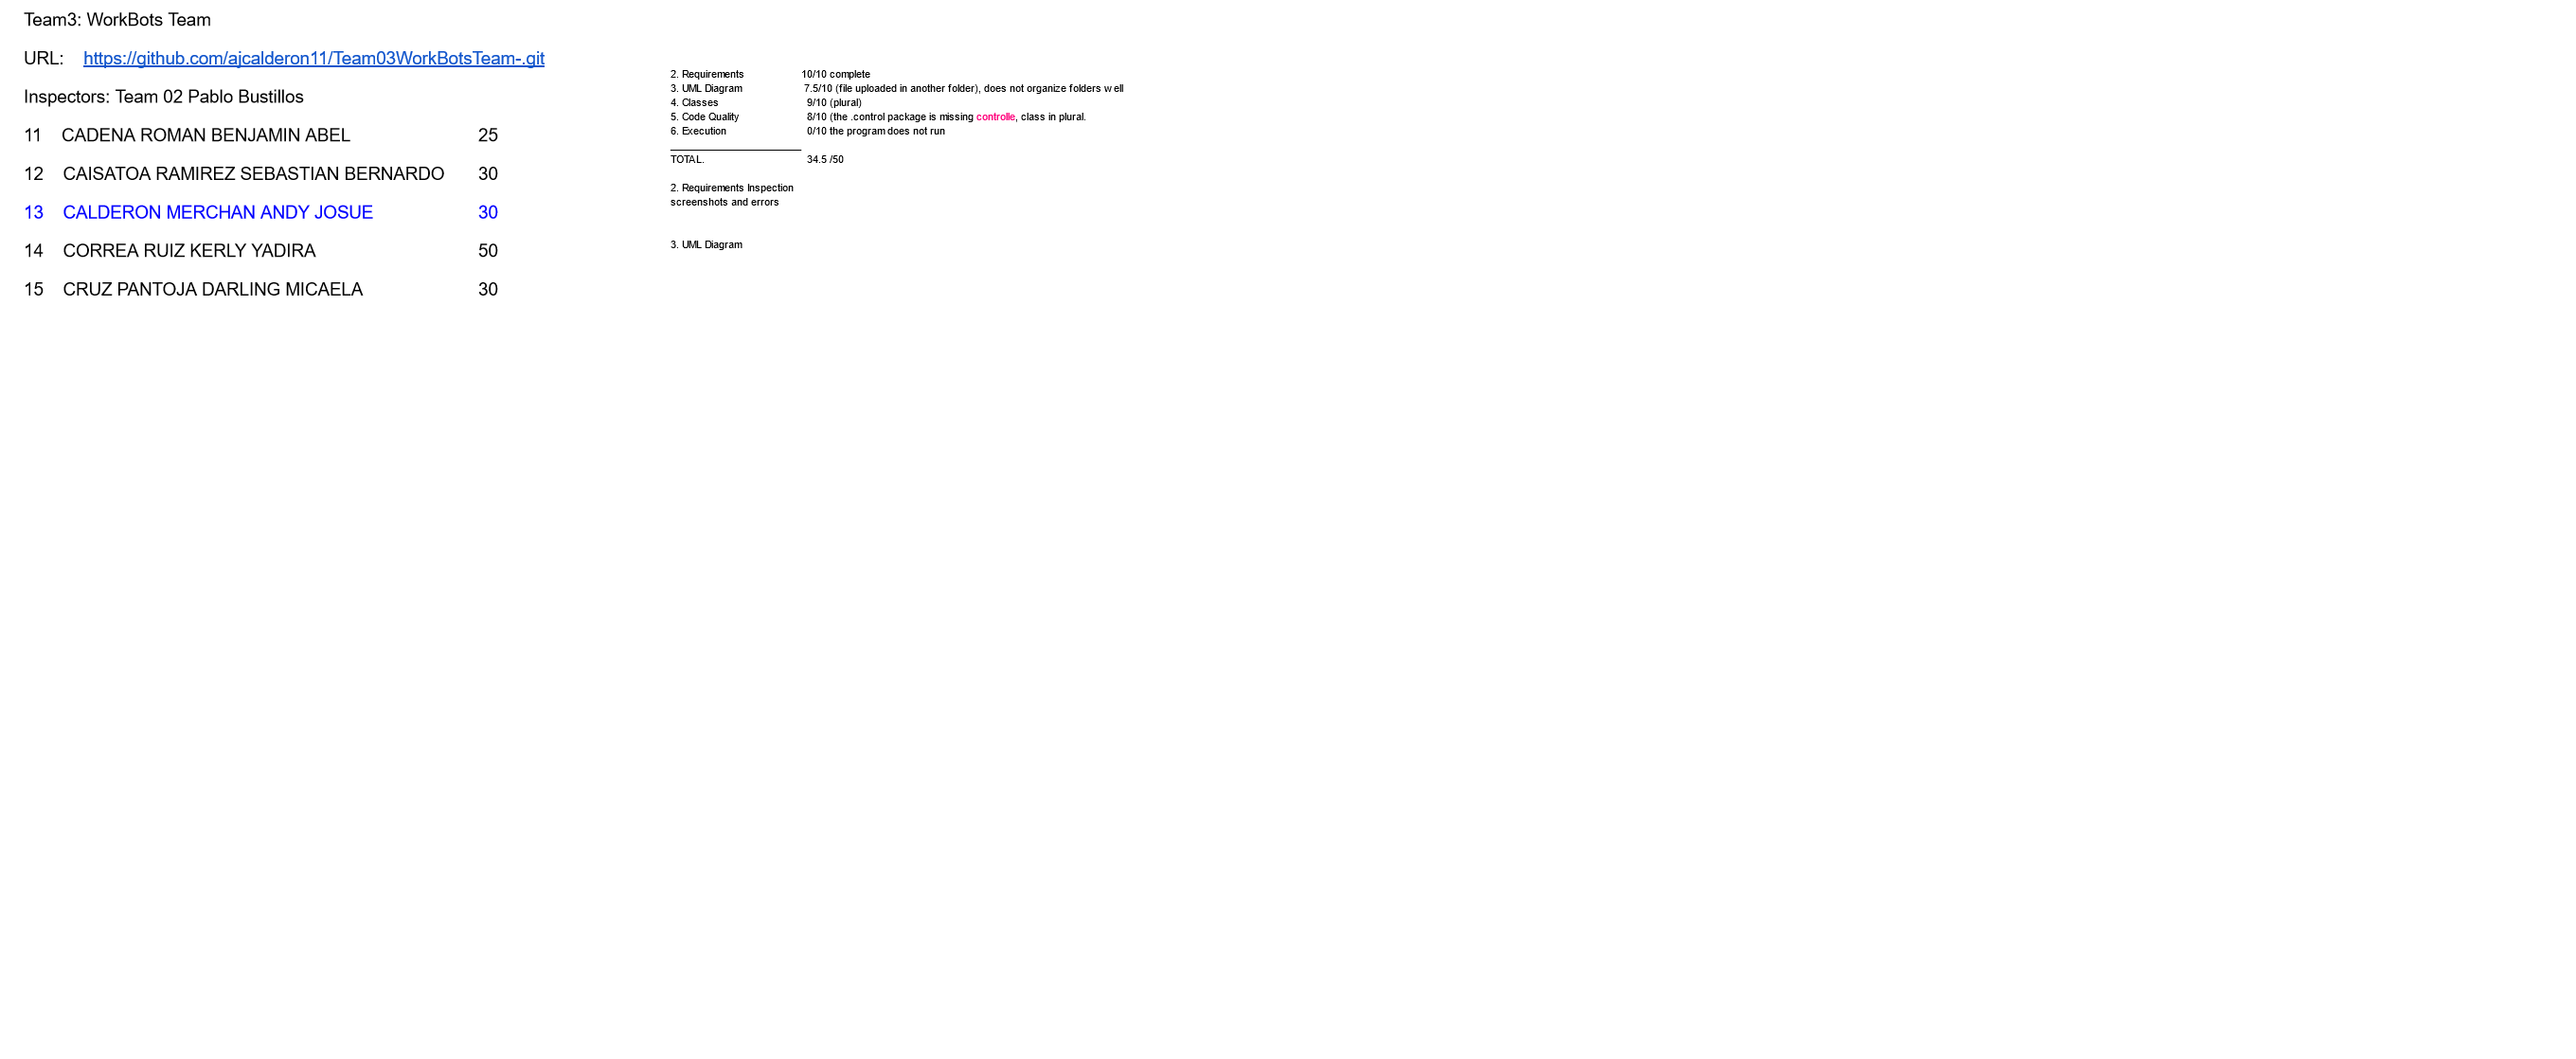 Team3: WorkBots Team
URL: https://github.com/ajcalderon11/Team03WorkBotsTeam-.git
Inspectors: Team 02 Pablo Bustillos
11 CADENA ROMAN BENJAMIN ABEL 25
12 CAISATOA RAMIREZ SEBASTIAN BERNARDO 30
13 CALDERON MERCHAN ANDY JOSUE 30
14 CORREA RUIZ KERLY YADIRA 50
15 CRUZ PANTOJA DARLING MICAELA 30
2. Requirements 10/10 complete
3. UML Diagram 7.5/10 (file uploaded in another folder), does not organize folders well
4. Classes 9/10 (plural)
5. Code Quality 8/10 (the .control package is missing controlle, class in plural.
6. Execution 0/10 the program does not run
TOTAL. 34.5 /50
2. Requirements Inspection
screenshots and errors
3. UML Diagram